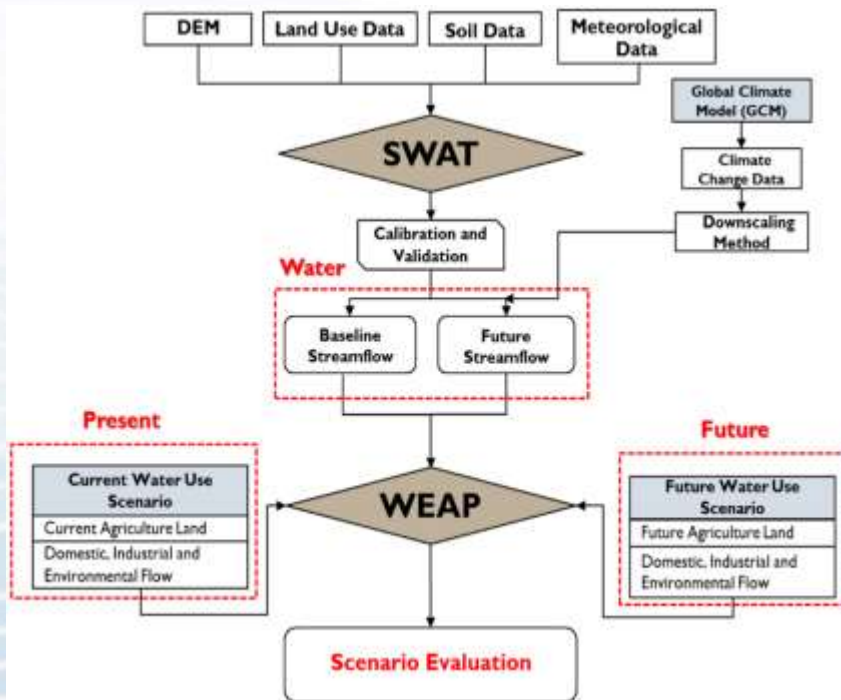 DEM
Land Use Data
Soil Data
Meteorological
Data
Global Climate
Model (GCM)
SWAT
Climate
Change Data
Calibration and
Validation
Downscaling
Method
Water
Baseline
Streamflow
Future
Streamflow
Present
Future
Current Water Use
Scenario
Current Agriculture Land
Domestic, Industrial and
Environmental Flow
WEAP
Future Water Use
Scenario
Future Agriculture Land
Domestic, Industrial and
Environmental Flow
Scenario Evaluation